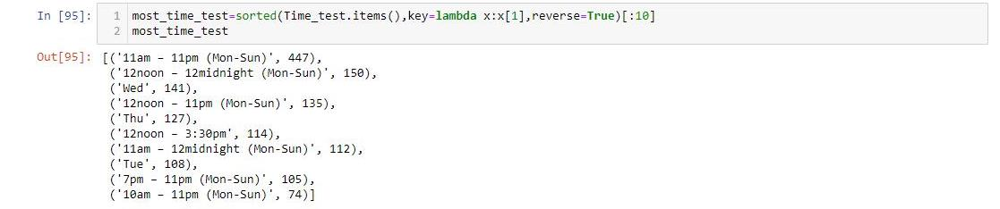 In [95]:
1 most_time_test=sorted(Time_test.items(),key=lambda x:x[1],reverse=True)[:10]
2 most_time_test
Out[95]: [('11am – 11pm (Mon-Sun)', 447),
('12noon – 12midnight (Mon-Sun)', 150),
('Wed', 141),
('12noon – 11pm (Mon-Sun)', 135),
('Thu', 127),
('12noon – 3:30pm', 114),
('11am – 12midnight (Mon-Sun)', 112),
('Tue', 108),
('7pm – 11pm (Mon-Sun)', 105),
('10am – 11pm (Mon-Sun)', 74)]